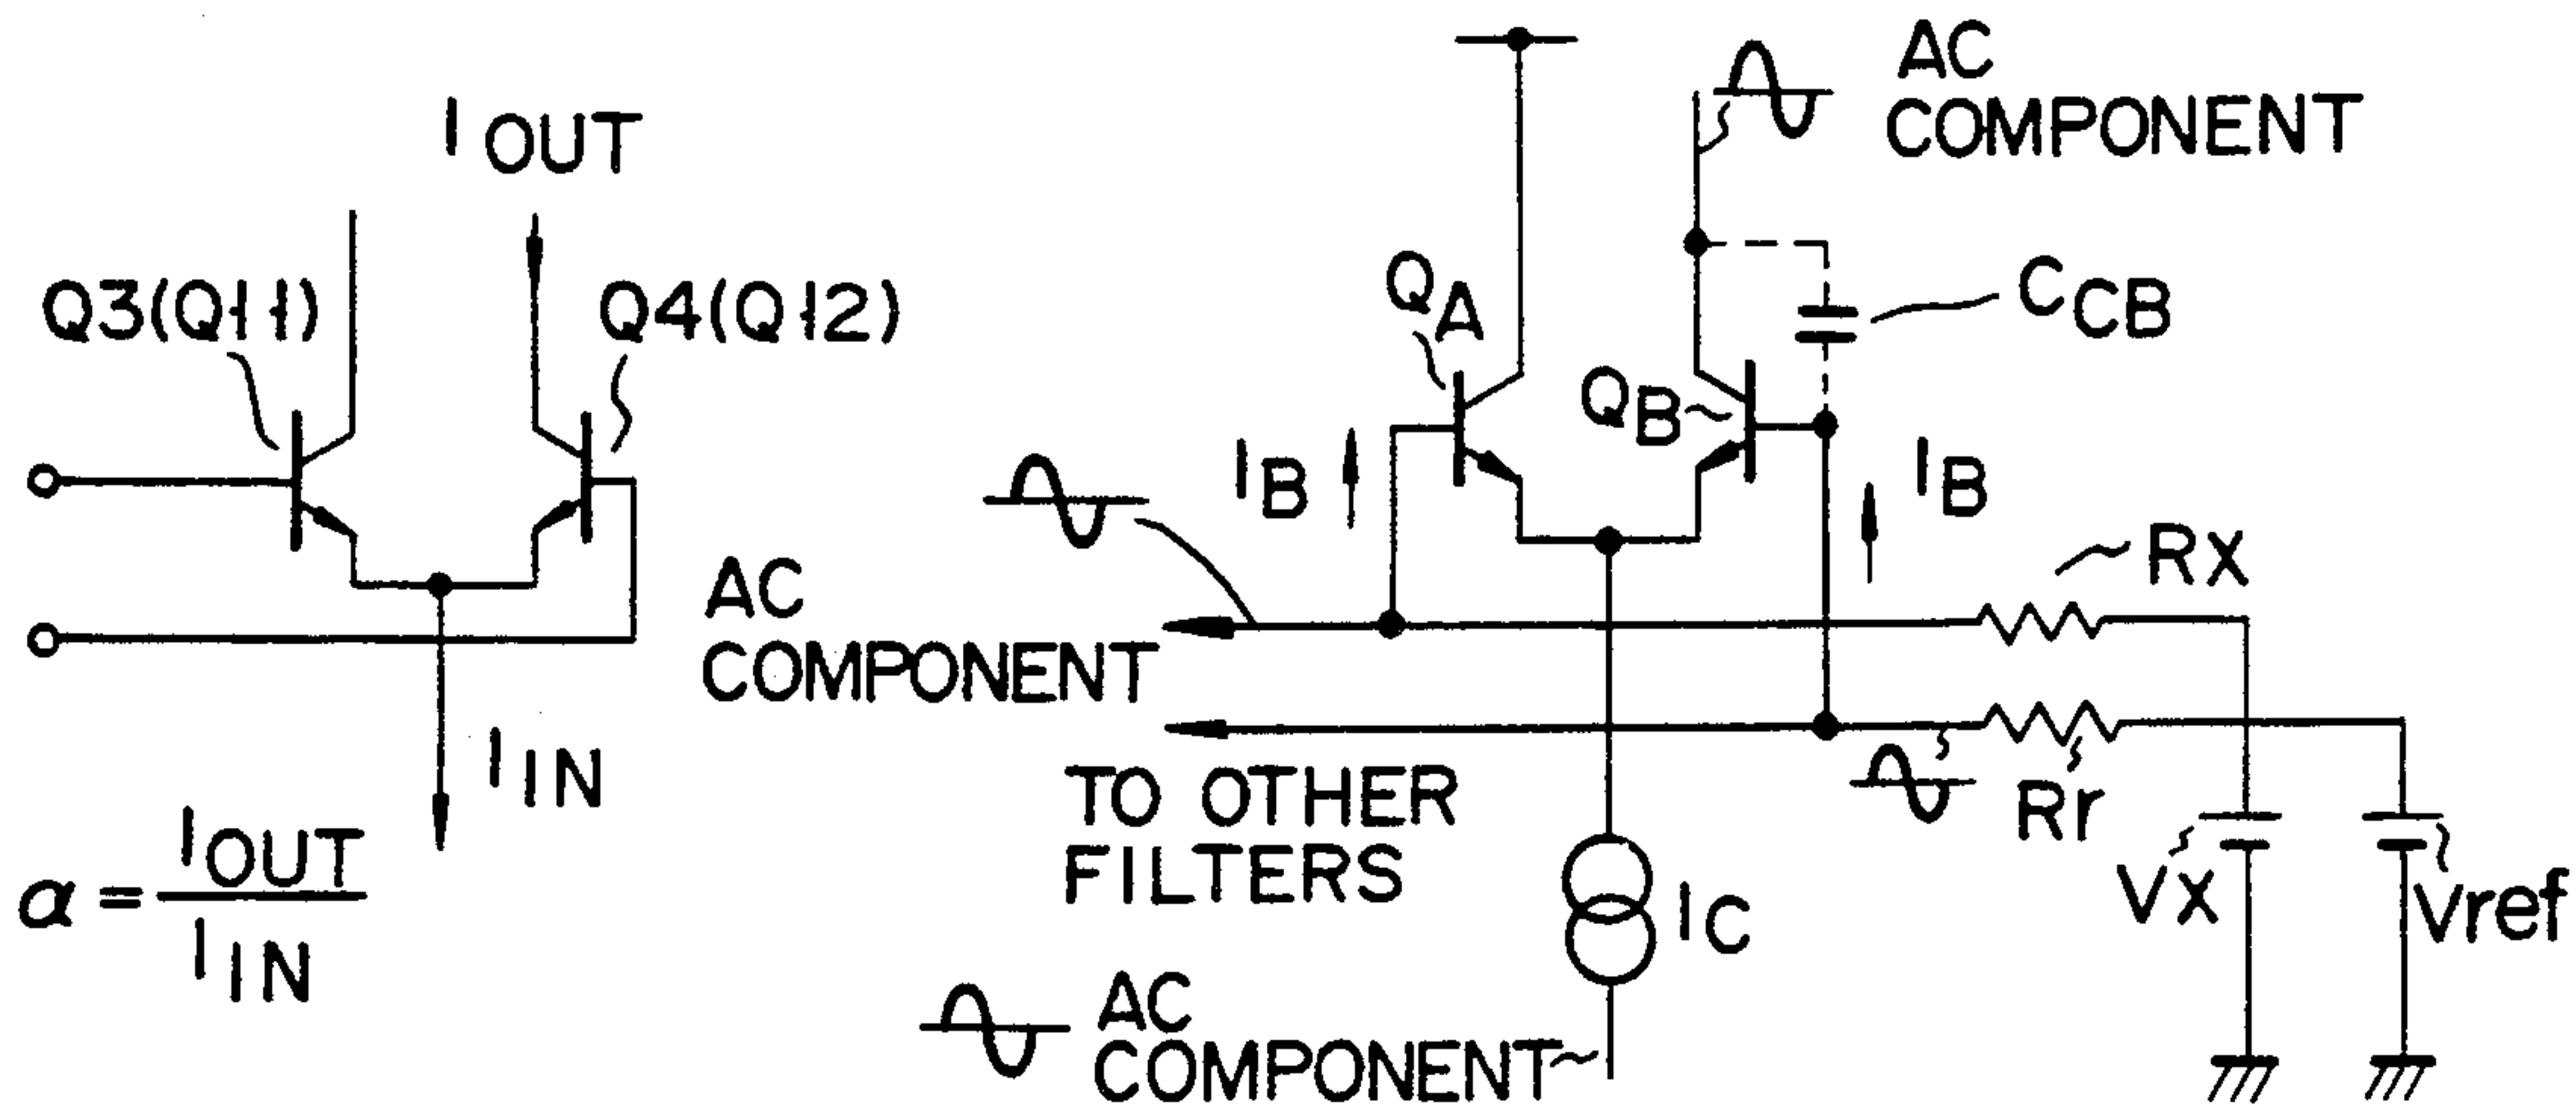 IOUT
Q3(Q11)
Q4(Q12)
IIN
α = IOUT
IIN
AC
COMPONENT
QA
QB
CCB
IB
IB
AC
COMPONENT
RX
TO OTHER
FILTERS
Rr
VX
Vref
IC
AC
COMPONENT